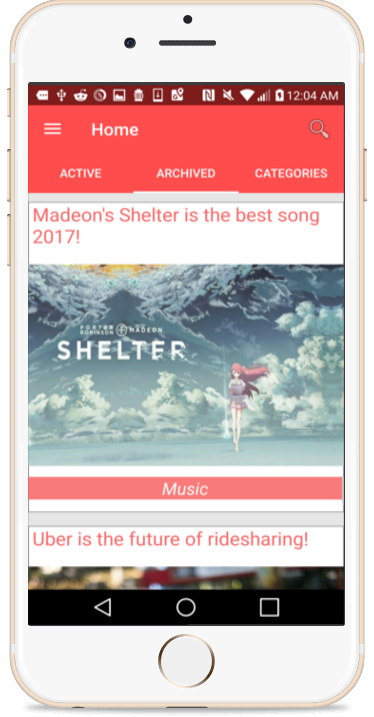 12:04 AM
Home
ACTIVE ARCHIVED CATEGORIES
Madeon's Shelter is the best song
2017!
PORTER ROBINSON MADEON
SHELTER
Music
Uber is the future of ridesharing!